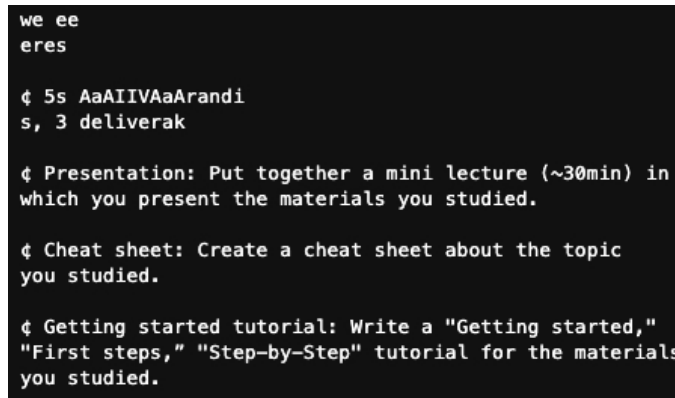 we ee
eres
¢ 5s AaAIIVAaArandi
s, 3 deliverak
¢ Presentation: Put together a mini lecture (~30min) in
which you present the materials you studied.
¢ Cheat sheet: Create a cheat sheet about the topic
you studied.
¢ Getting started tutorial: Write a "Getting started,"
"First steps,” "Step-by-Step" tutorial for the materials
you studied.